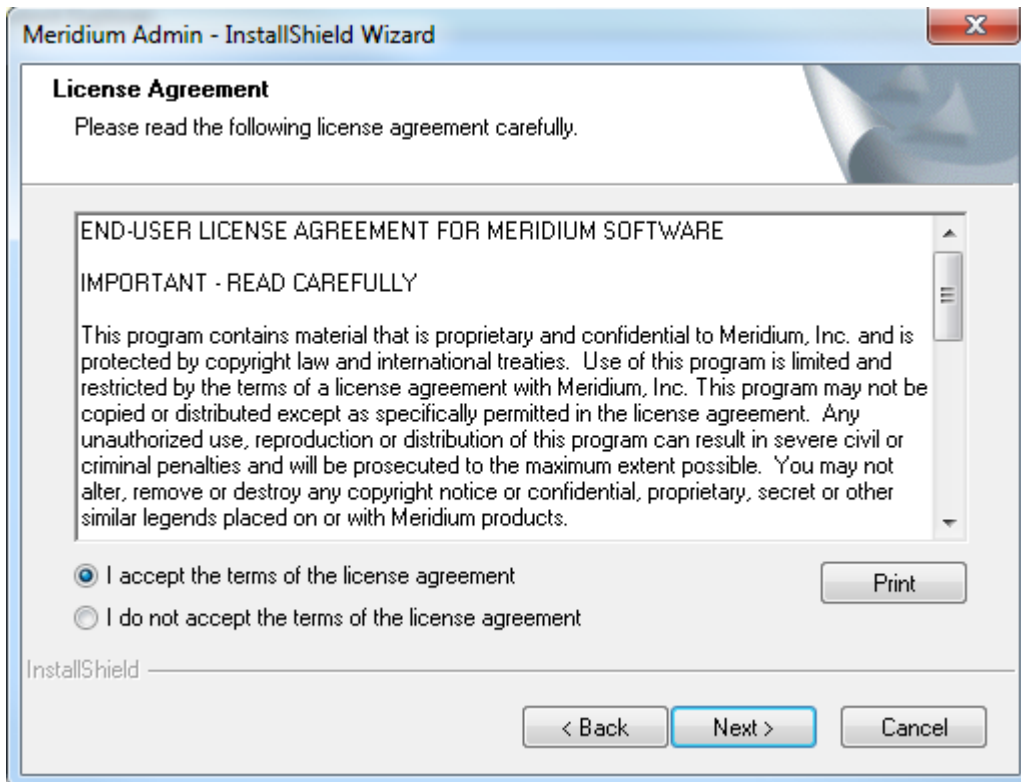 Meridium Admin - InstallShield Wizard
License Agreement
Please read the following license agreement carefully.
END-USER LICENSE AGREEMENT FOR MERIDIUM SOFTWARE
IMPORTANT - READ CAREFULLY
This program contains material that is proprietary and confidential to Meridium, Inc. and is
protected by copyright law and international treaties.  Use of this program is limited and
restricted by the terms of a license agreement with Meridium, Inc. This program may not be
copied or distributed except as specifically permitted in the license agreement.  Any
unauthorized use, reproduction or distribution of this program can result in severe civil or
criminal penalties and will be prosecuted to the maximum extent possible.  You may not
alter, remove or destroy any copyright notice or confidential, proprietary, secret or other
similar legends placed on or with Meridium products.
I accept the terms of the license agreement
Print
I do not accept the terms of the license agreement
InstallShield
< Back
Next >
Cancel